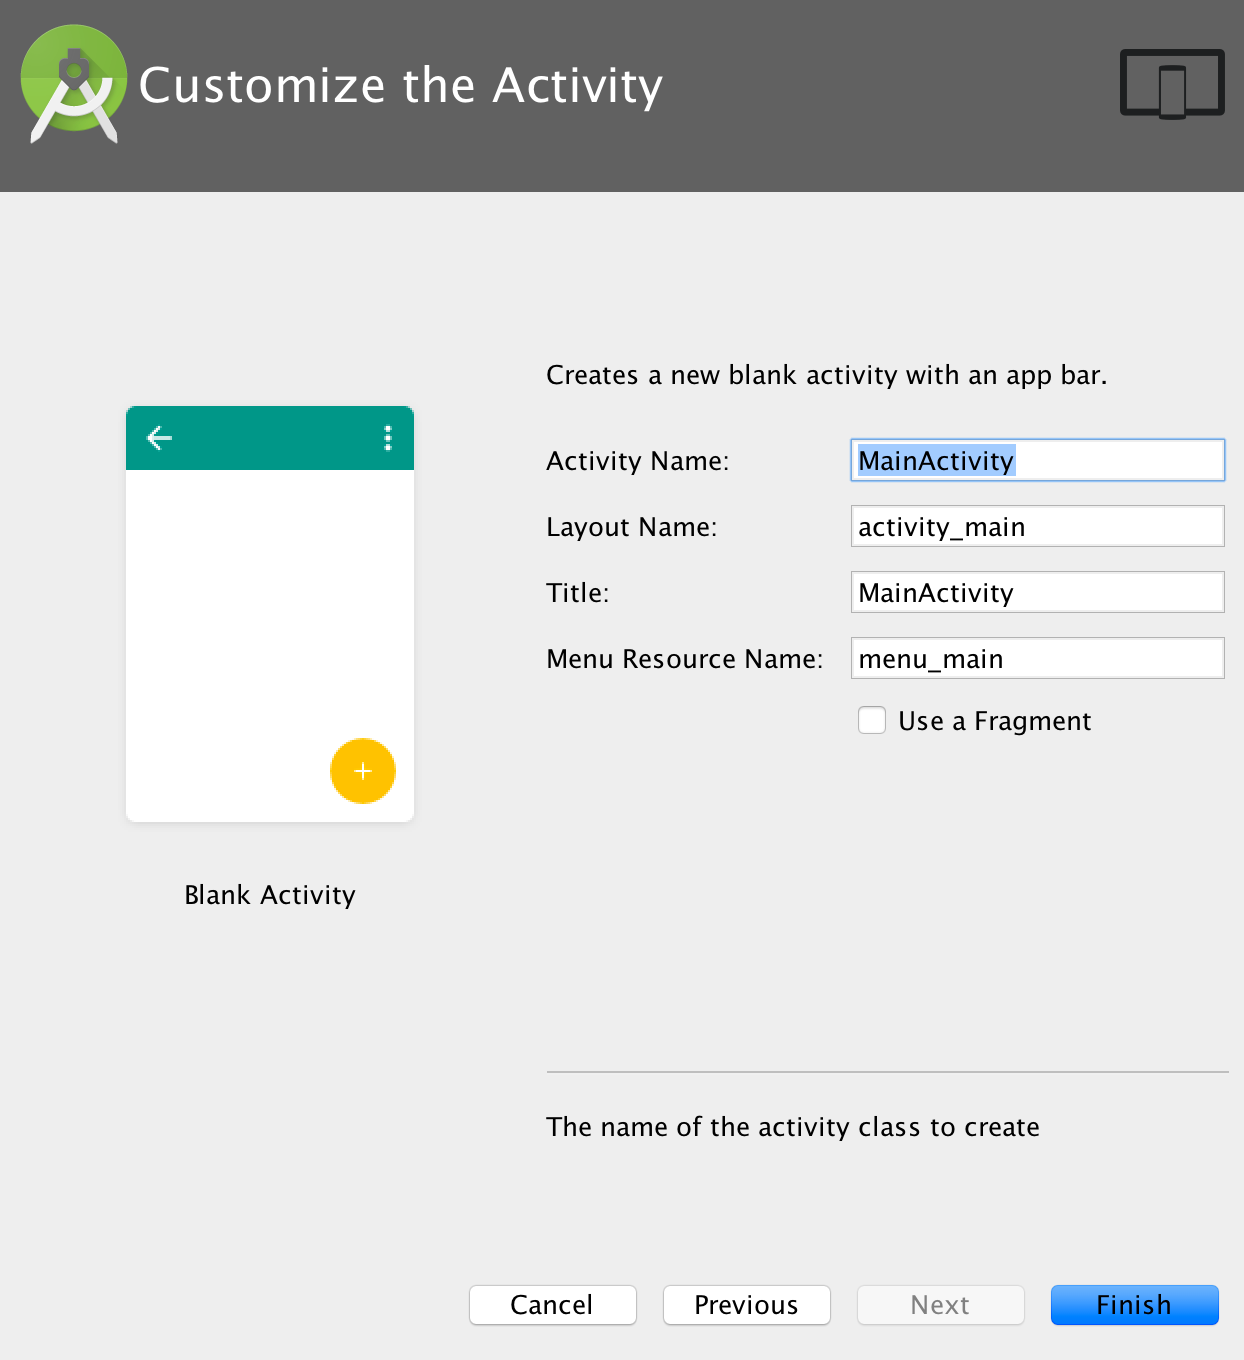 Customize the Activity
Creates a new blank activity with an app bar.
Activity Name: MainActivity
Layout Name: activity_main
Title: MainActivity
Menu Resource Name: menu_main
Use a Fragment
Blank Activity
The name of the activity class to create
Cancel Previous Next Finish